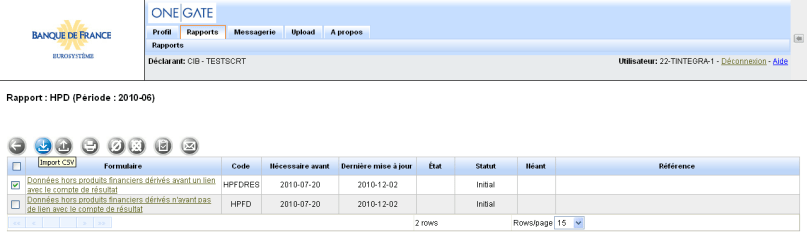 BANQUE DE FRANCE
EUROSYSTÈME
ONEGATE
Profil Rapports Messagerie Upload A propos
Rapports
Déclarant: CIB - TESTSCRT Utilisateur: 22-TINTEGRA-1 - Déconnexion - Aide
Rapport : HPD (Période : 2010-06)
Import CSV
Formulaire Code Nécessaire avant Dernière mise à jour État Statut Néant Référence
Données hors produits financiers dérivés ayant un lien
avec le compte de résultat HPFDRES 2010-07-20 2010-12-02 Initial
Données hors produits financiers dérivés n'ayant pas
de lien avec le compte de résultat HPFD 2010-07-20 2010-12-02 Initial
<< < > >> 2 rows Rows/page 15